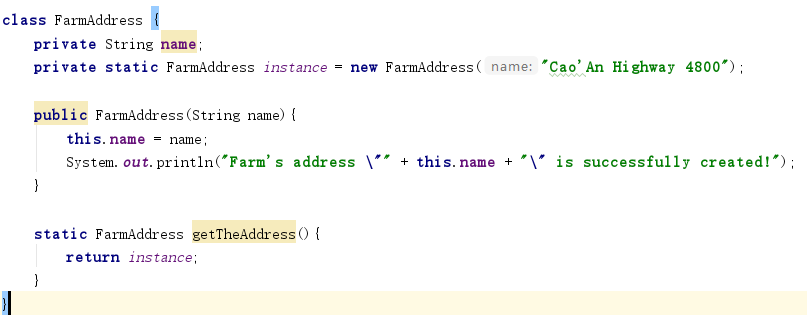 class FarmAddress {
    private String name;
    private static FarmAddress instance = new FarmAddress( name: "Cao'An Highway 4800");

    public FarmAddress(String name){
        this.name = name;
        System.out.println("Farm's address \"" + this.name + "\" is successfully created!");
    }

    static FarmAddress getTheAddress(){
        return instance;
    }
}